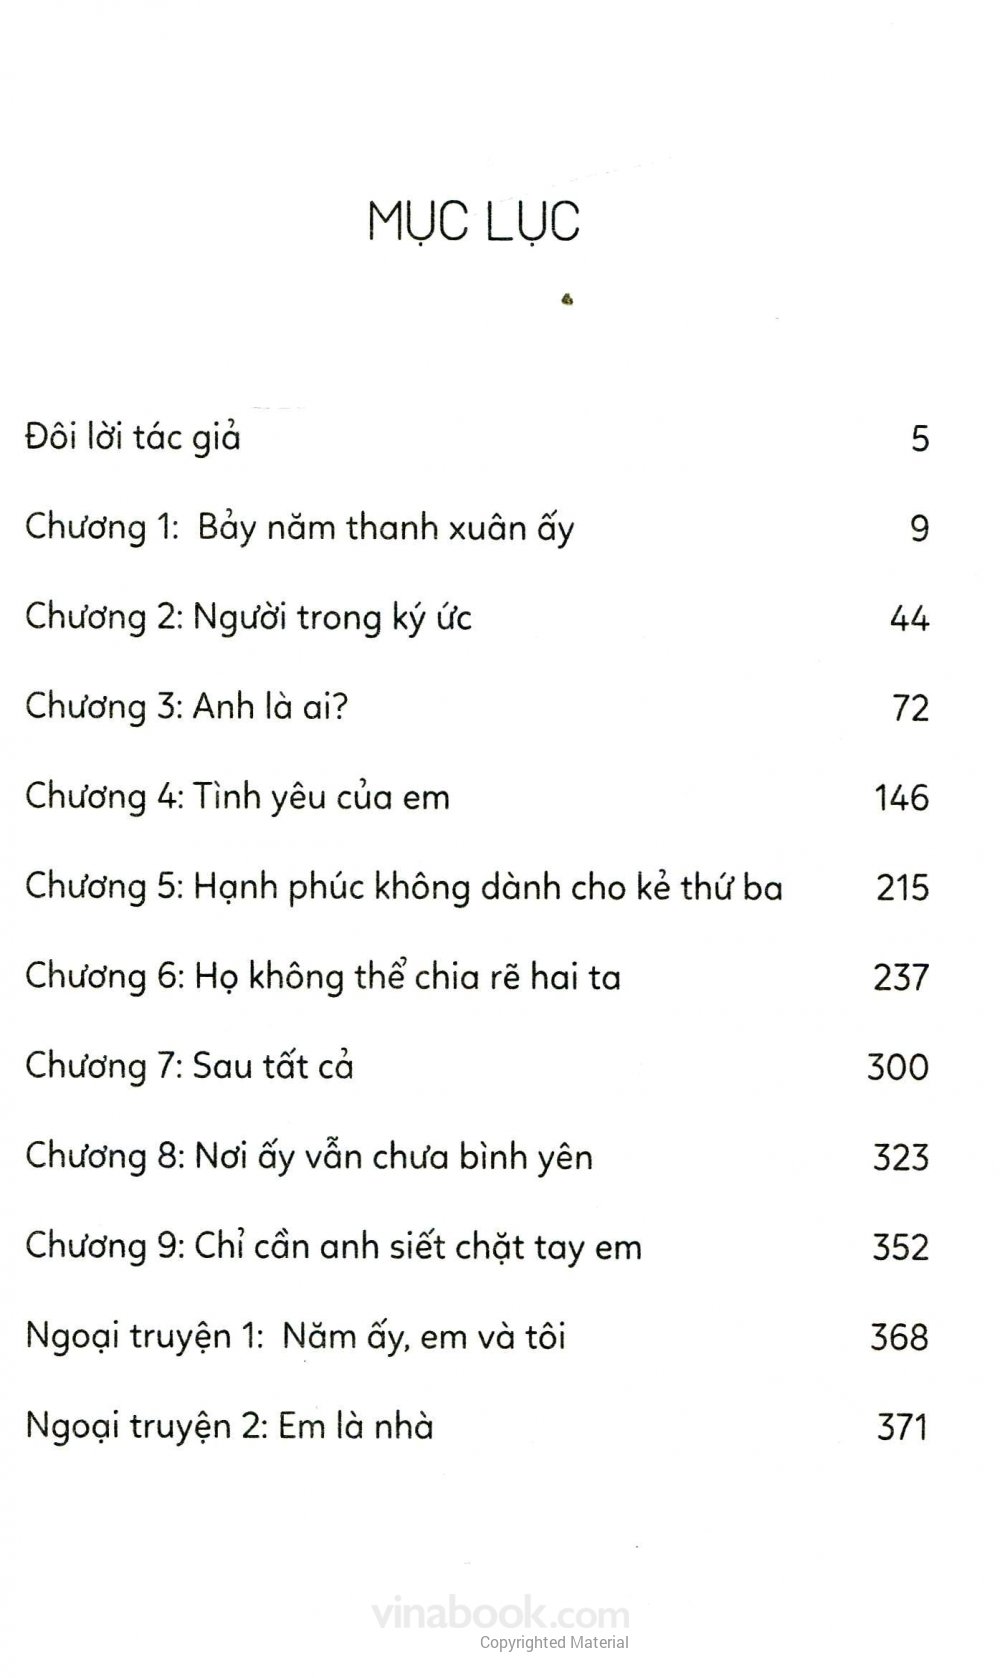 MỤC LỤC
Đôi lời tác giả 5
Chương 1: Bảy năm thanh xuân ấy 9
Chương 2: Người trong ký ức 44
Chương 3: Anh là ai? 72
Chương 4: Tình yêu của em 146
Chương 5: Hạnh phúc không dành cho kẻ thứ ba 215
Chương 6: Họ không thể chia rẽ hai ta 237
Chương 7: Sau tất cả 300
Chương 8: Nơi ấy vẫn chưa bình yên 323
Chương 9: Chỉ cần anh siết chặt tay em 352
Ngoại truyện 1: Năm ấy, em và tôi 368
Ngoại truyện 2: Em là nhà 371
vinabook.com
Copyrighted Material